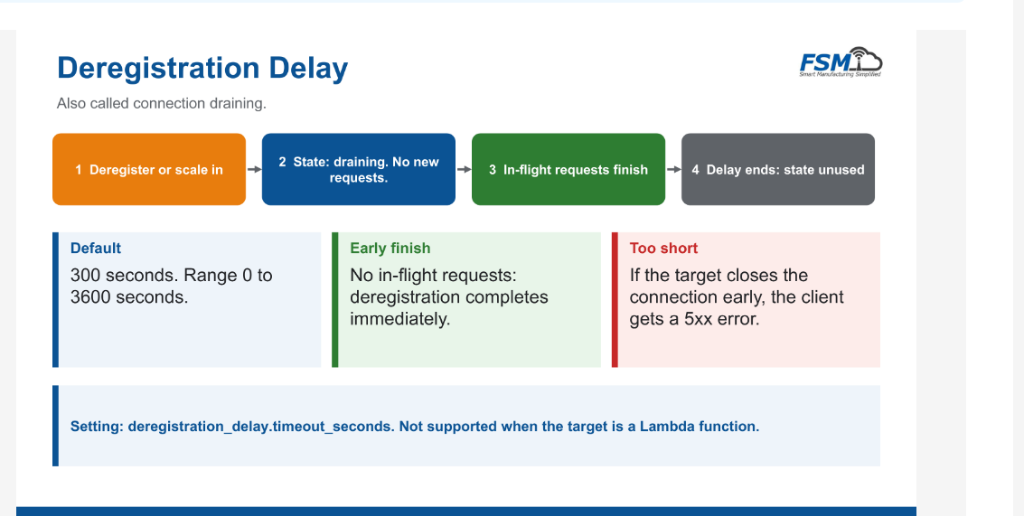 Deregistration Delay
FSM
Smart Manufacturing Simplified
Also called connection draining.
1 Deregister or scale in
2 State: draining. No new
requests.
3 In-flight requests finish
4 Delay ends: state unused
Default
300 seconds. Range 0 to
3600 seconds.
Early finish
No in-flight requests:
deregistration completes
immediately.
Too short
If the target closes the
connection early, the client
gets a 5xx error.
Setting: deregistration_delay.timeout_seconds. Not supported when the target is a Lambda function.